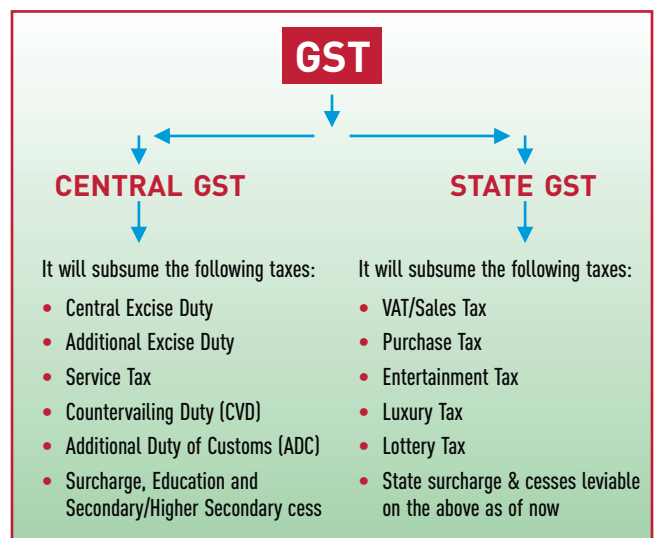 GST
CENTRAL GST
It will subsume the following taxes:
• Central Excise Duty
• Additional Excise Duty
• Service Tax
• Countervailing Duty (CVD)
• Additional Duty of Customs (ADC)
• Surcharge, Education and
Secondary/Higher Secondary cess
STATE GST
It will subsume the following taxes:
• VAT/Sales Tax
• Purchase Tax
• Entertainment Tax
• Luxury Tax
• Lottery Tax
• State surcharge & cesses leviable
on the above as of now